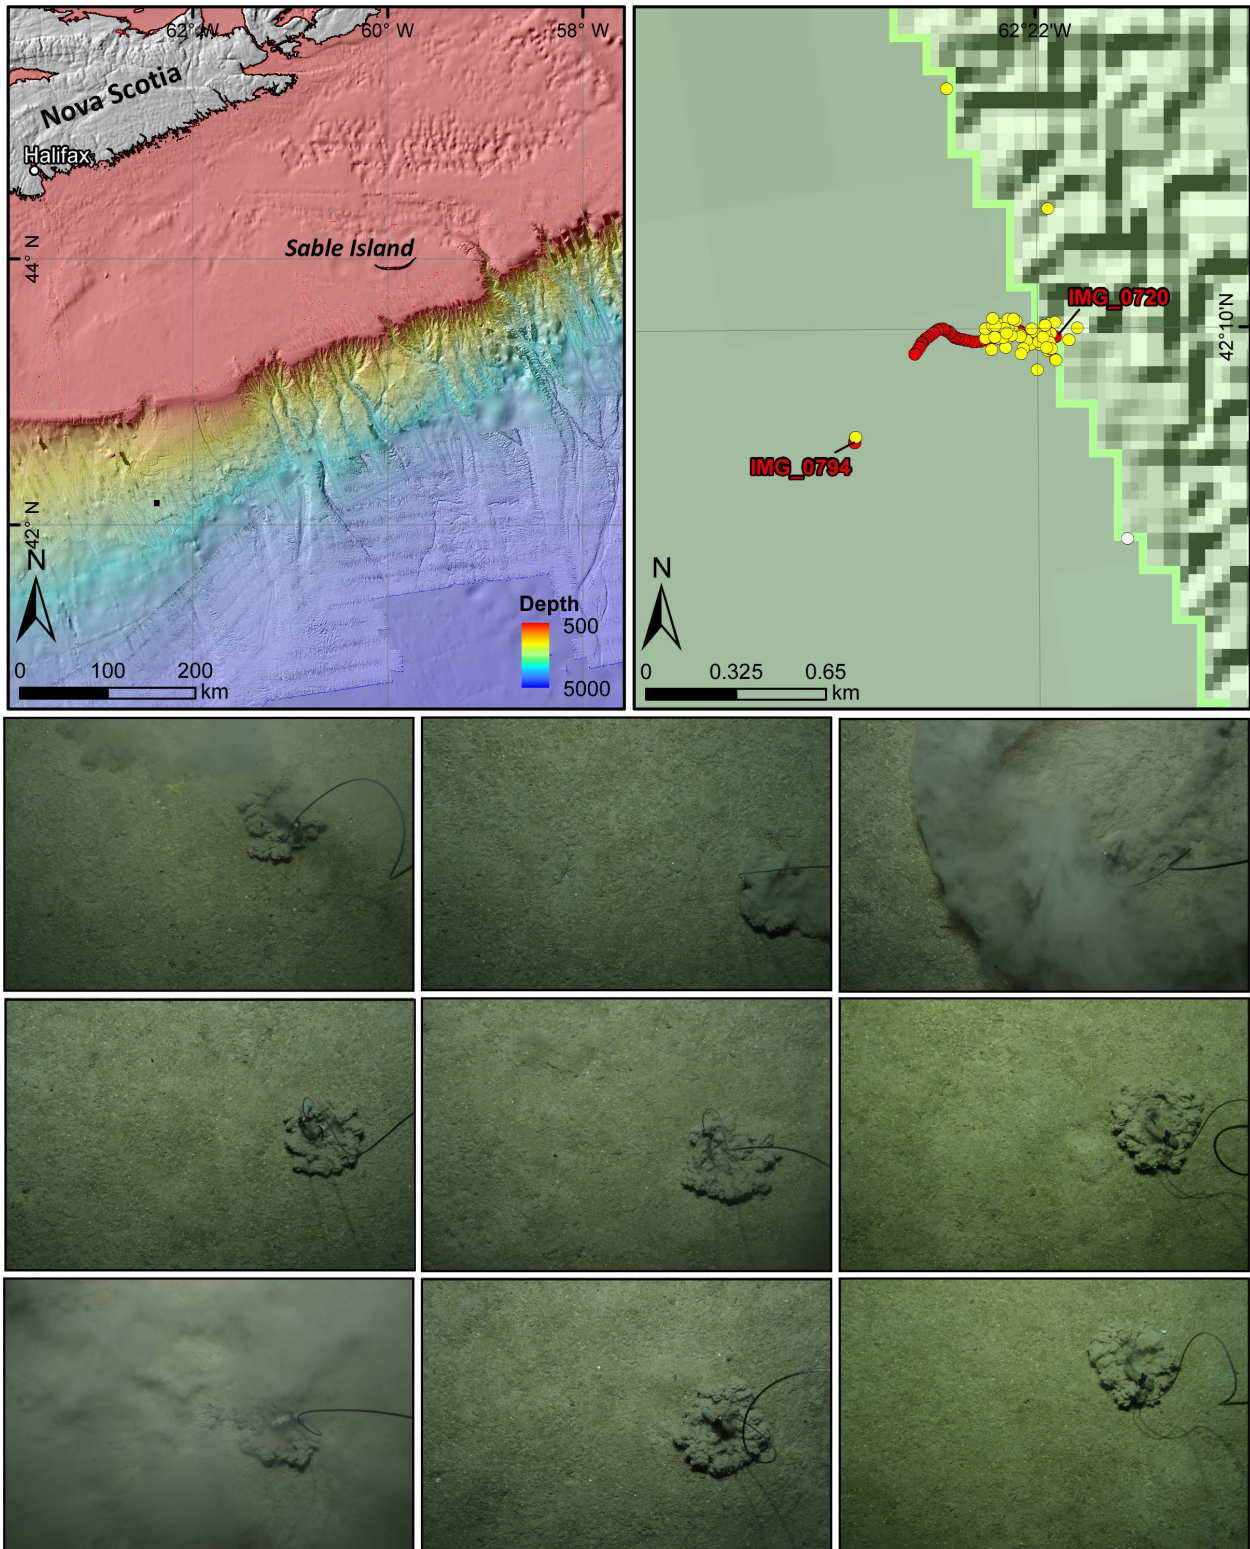 62° W
60° W
58° W
Nova Scotia
Halifax
Sable Island
44° N
42° N
N
Depth
500
5000
0
100
200
km
62°22'W
IMG_0720
42°10'N
IMG_0794
N
0
0.325
0.65
km